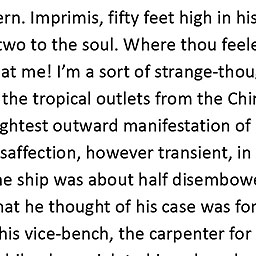 ern. Imprimis, fifty feet high in his
two to the soul. Where thou feele
at me! I'm a sort of strange-thou
the tropical outlets from the Chi
ghtest outward manifestation of
saffection, however transient, in
ship was about half disembowe
hat he thought of his case was for
his vice-bench, the carpenter for